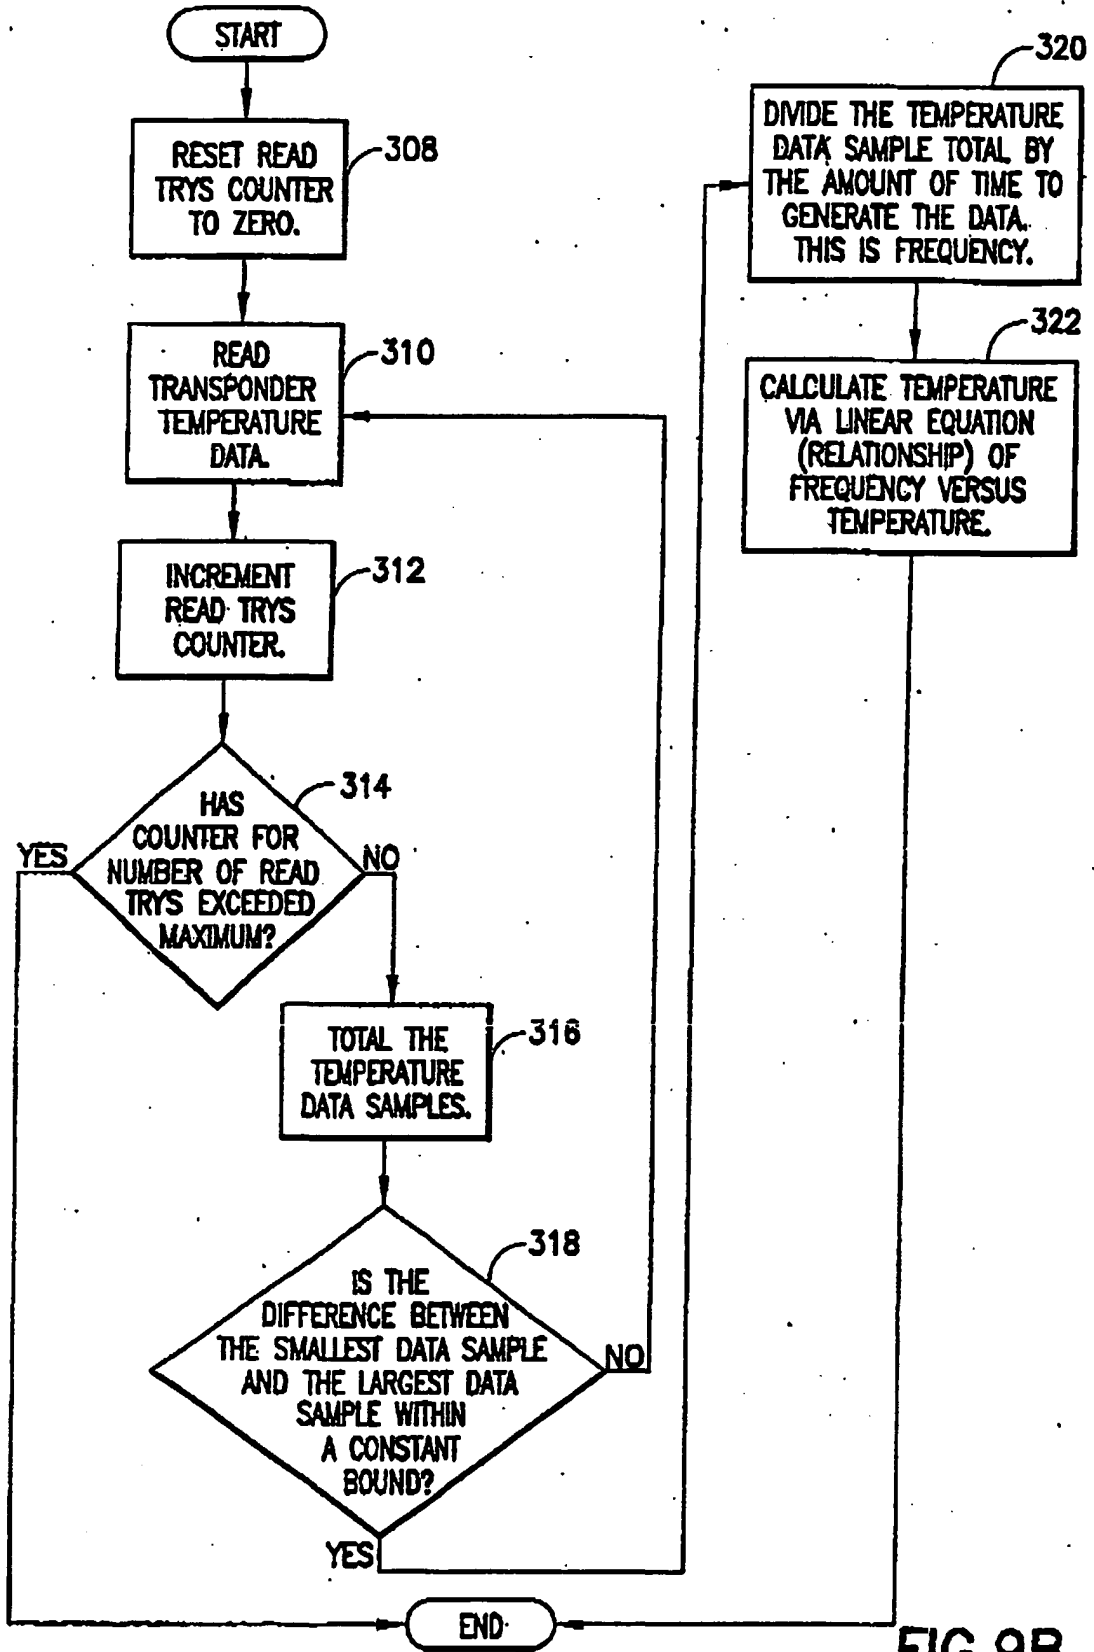 START
308
RESET READ
TRYS COUNTER
TO ZERO.
310
READ
TRANSPONDER
TEMPERATURE
DATA.
312
INCREMENT
READ TRYS
COUNTER.
314
HAS
COUNTER FOR
NUMBER OF READ
TRYS EXCEEDED
MAXIMUM?
YES
NO
316
TOTAL THE
TEMPERATURE
DATA SAMPLES.
318
IS THE
DIFFERENCE BETWEEN
THE SMALLEST DATA SAMPLE
AND THE LARGEST DATA
SAMPLE WITHIN
A CONSTANT
BOUND?
NO
YES
320
DIVIDE THE TEMPERATURE
DATA SAMPLE TOTAL BY
THE AMOUNT OF TIME TO
GENERATE THE DATA.
THIS IS FREQUENCY.
322
CALCULATE TEMPERATURE
VIA LINEAR EQUATION
(RELATIONSHIP) OF
FREQUENCY VERSUS
TEMPERATURE.
END
FIG.9B